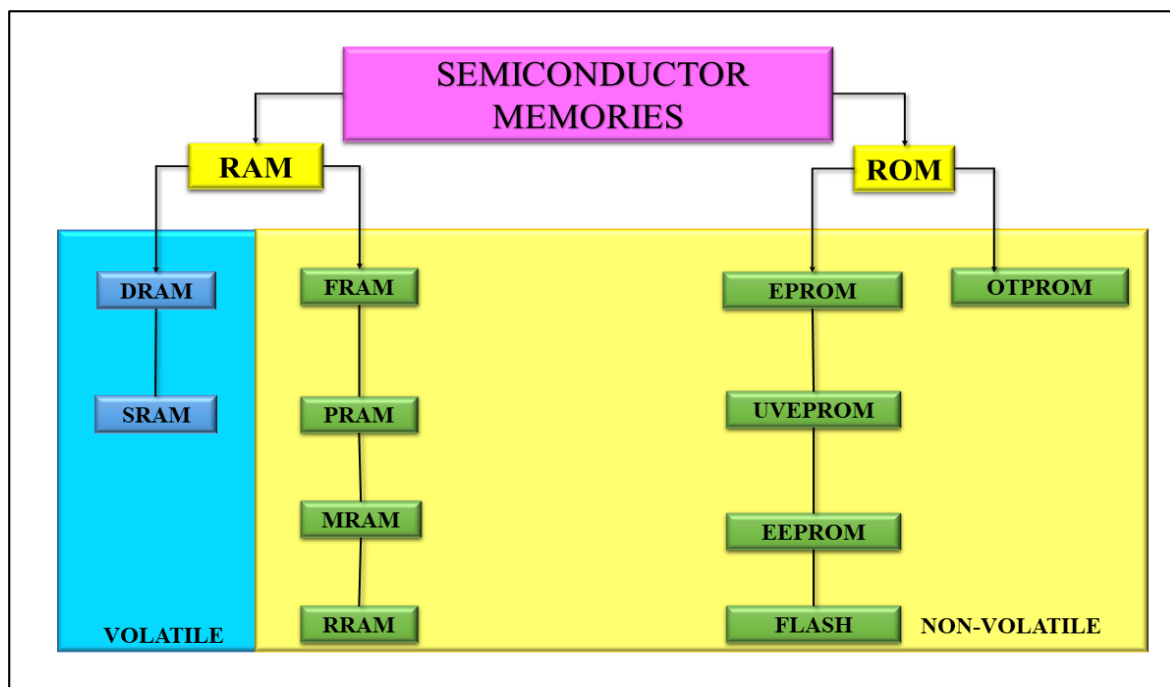 SEMICONDUCTOR
MEMORIES
RAM
ROM
DRAM
FRAM
EPROM
OTPROM
SRAM
PRAM
UVEPROM
MRAM
EEPROM
RRAM
FLASH
VOLATILE
NON-VOLATILE